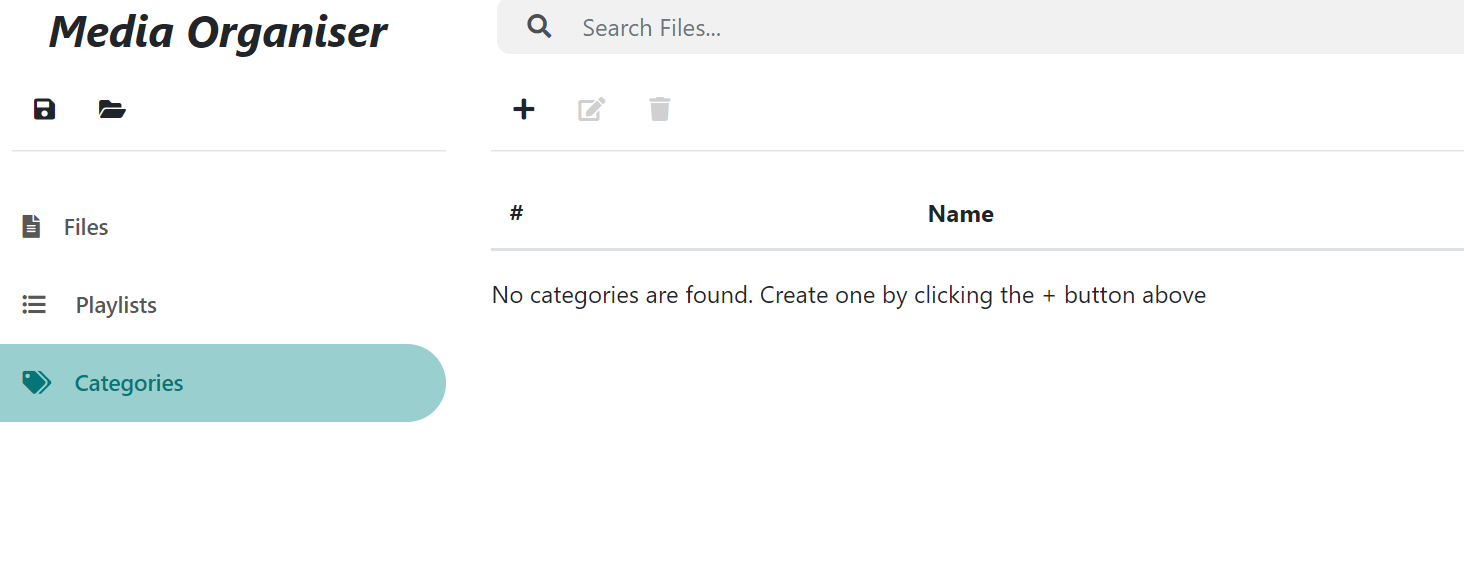 Media Organiser
Search Files...
Files
Playlists
Categories
# Name
No categories are found. Create one by clicking the + button above